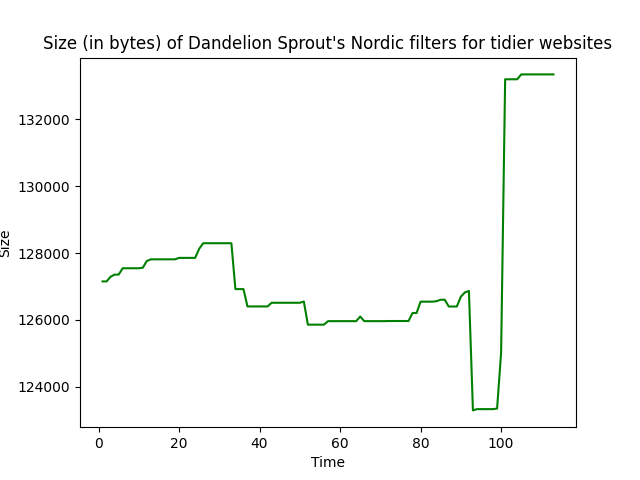 Size (in bytes) of Dandelion Sprout's Nordic filters for tidier websites
132000
130000
128000
126000
124000
Size
0 20 40 60 80 100
Time